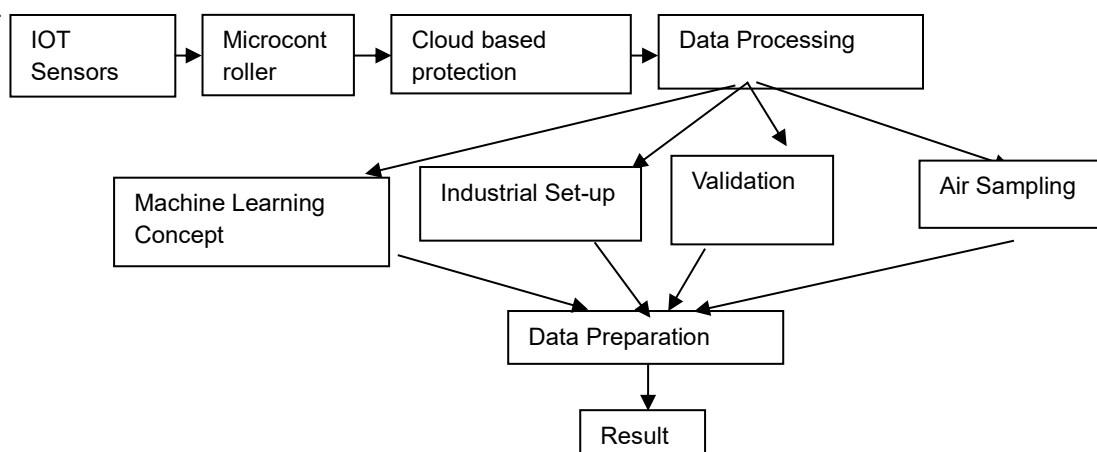 IOT
Sensors
Microcont
roller
Cloud based
protection
Data Processing
Machine Learning
Concept
Industrial Set-up
Validation
Air Sampling
Data Preparation
Result